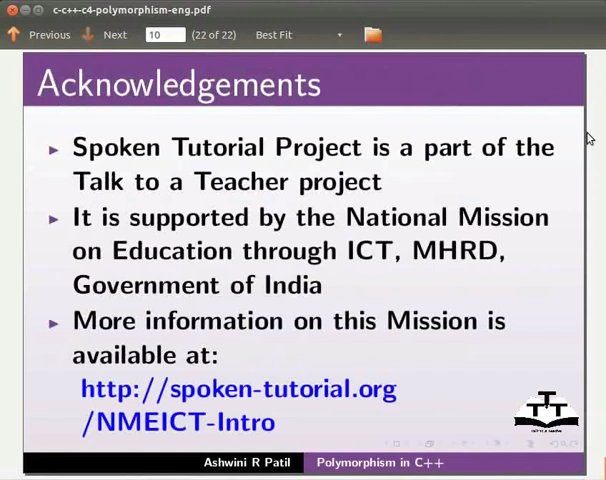 c-c++-c4-polymorphism-eng.pdf
Previous Next 10 (22 of 22) Best Fit
Acknowledgements
Spoken Tutorial Project is a part of the
Talk to a Teacher project
It is supported by the National Mission
on Education through ICT, MHRD,
Government of India
More information on this Mission is
available at:
http://spoken-tutorial.org
/NMEICT-Intro
Ashwini R Patil Polymorphism in C++